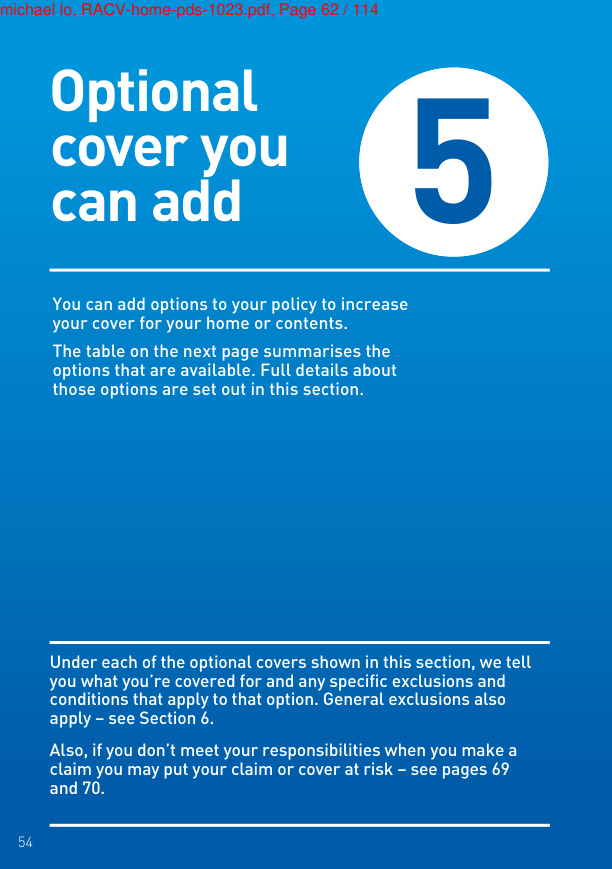 michael lo, RACV-home-pds-1023.pdf, Page 62 / 114
Optional
cover you
can add
5
You can add options to your policy to increase
your cover for your home or contents.
The table on the next page summarises the
options that are available. Full details about
those options are set out in this section.
Under each of the optional covers shown in this section, we tell
you what you’re covered for and any specific exclusions and
conditions that apply to that option. General exclusions also
apply – see Section 6.
Also, if you don’t meet your responsibilities when you make a
claim you may put your claim or cover at risk – see pages 69
and 70.
54